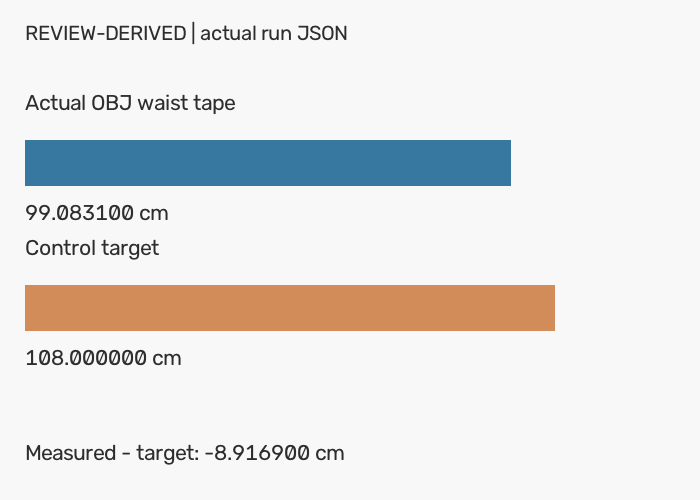 REVIEW-DERIVED | actual run JSON
Actual OBJ waist tape
99.083100 cm
Control target
108.000000 cm
Measured - target: -8.916900 cm